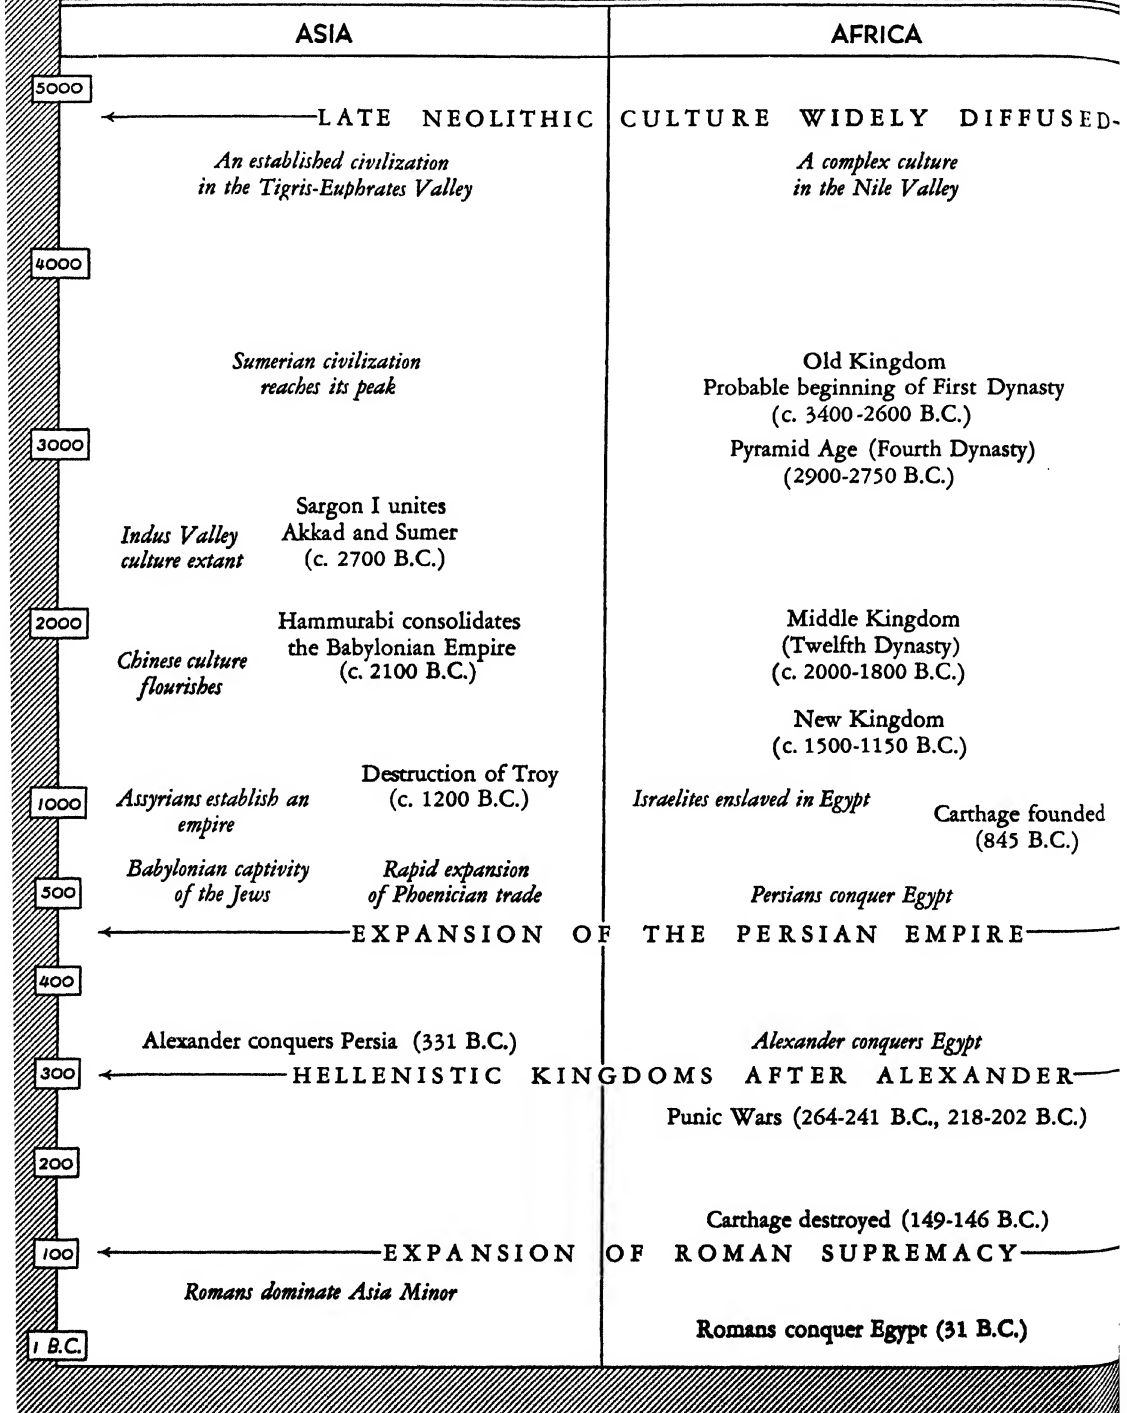 ASIA
AFRICA
5000
LATE NEOLITHIC CULTURE WIDELY DIFFUSED-
An established civilization
in the Tigris-Euphrates Valley
A complex culture
in the Nile Valley
4000
Sumerian civilization
reaches its peak
Old Kingdom
Probable beginning of First Dynasty
(c. 3400-2600 B.C.)
3000
Pyramid Age (Fourth Dynasty)
(2900-2750 B.C.)
Indus Valley
culture extant
Sargon I unites
Akkad and Sumer
(c. 2700 B.C.)
2000
Hammurabi consolidates
the Babylonian Empire
(c. 2100 B.C.)
Chinese culture
flourishes
Middle Kingdom
(Twelfth Dynasty)
(c. 2000-1800 B.C.)
New Kingdom
(c. 1500-1150 B.C.)
Destruction of Troy
(c. 1200 B.C.)
1000
Assyrians establish an
empire
Israelites enslaved in Egypt
Carthage founded
(845 B.C.)
Babylonian captivity
of the Jews
Rapid expansion
of Phoenician trade
500
Persians conquer Egypt
EXPANSION OF THE PERSIAN EMPIRE
400
Alexander conquers Persia (331 B.C.)
Alexander conquers Egypt
300
HELLENISTIC KINGDOMS AFTER ALEXANDER
Punic Wars (264-241 B.C., 218-202 B.C.)
200
Carthage destroyed (149-146 B.C.)
100
EXPANSION OF ROMAN SUPREMACY
Romans dominate Asia Minor
Romans conquer Egypt (31 B.C.)
1 B.C.